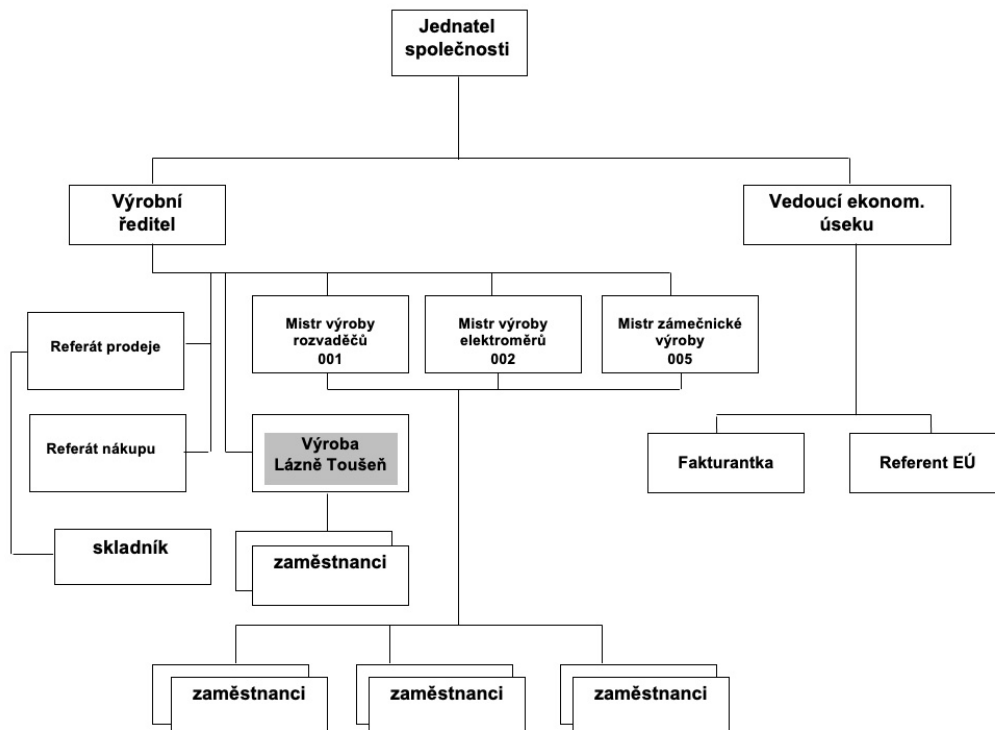 Jednatel
společnosti
Výrobní
ředitel
Vedoucí ekonom.
úseku
Mistr výroby
rozvaděčů
001
Mistr výroby
elektroměrů
002
Mistr zámečnické
výroby
005
Referát prodeje
Referát nákupu
Výroba
Lázně Toušeň
Fakturantka
Referent EÚ
skladník
zaměstnanci
zaměstnanci
zaměstnanci
zaměstnanci